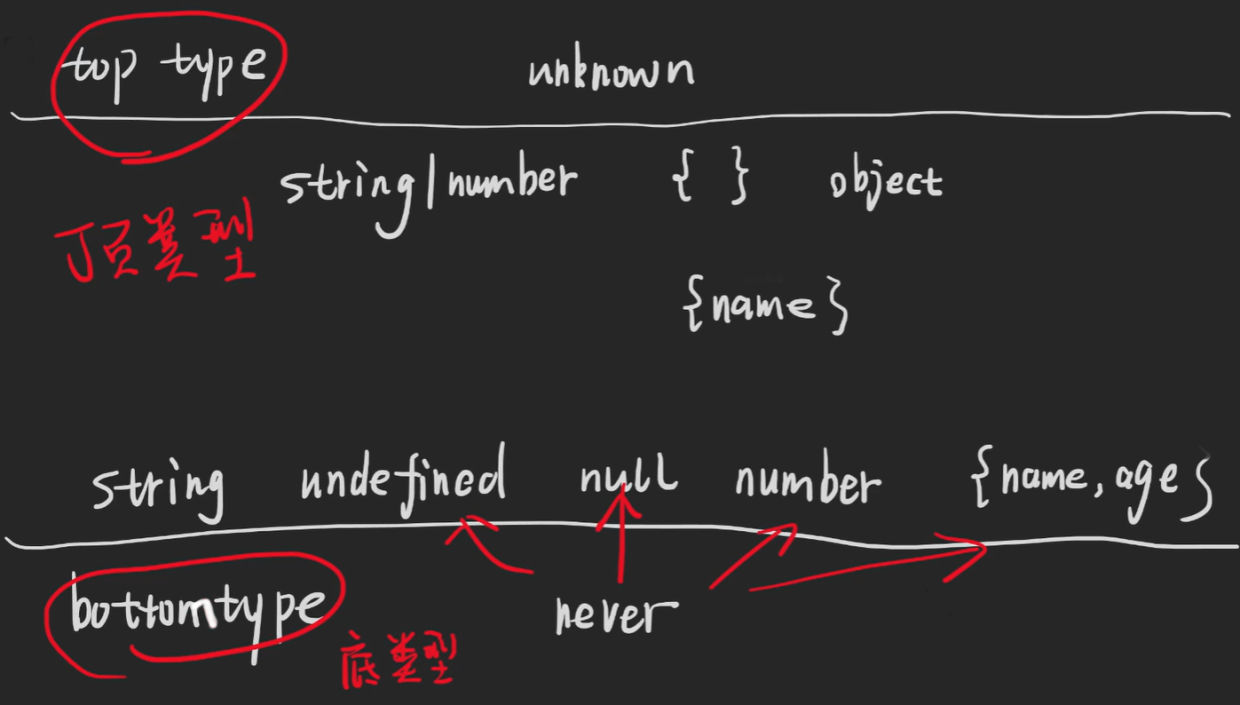 top type unknown
string|number { } object
顶类型
{name}
string undefined null number {name, age}
bottomtype never
底类型